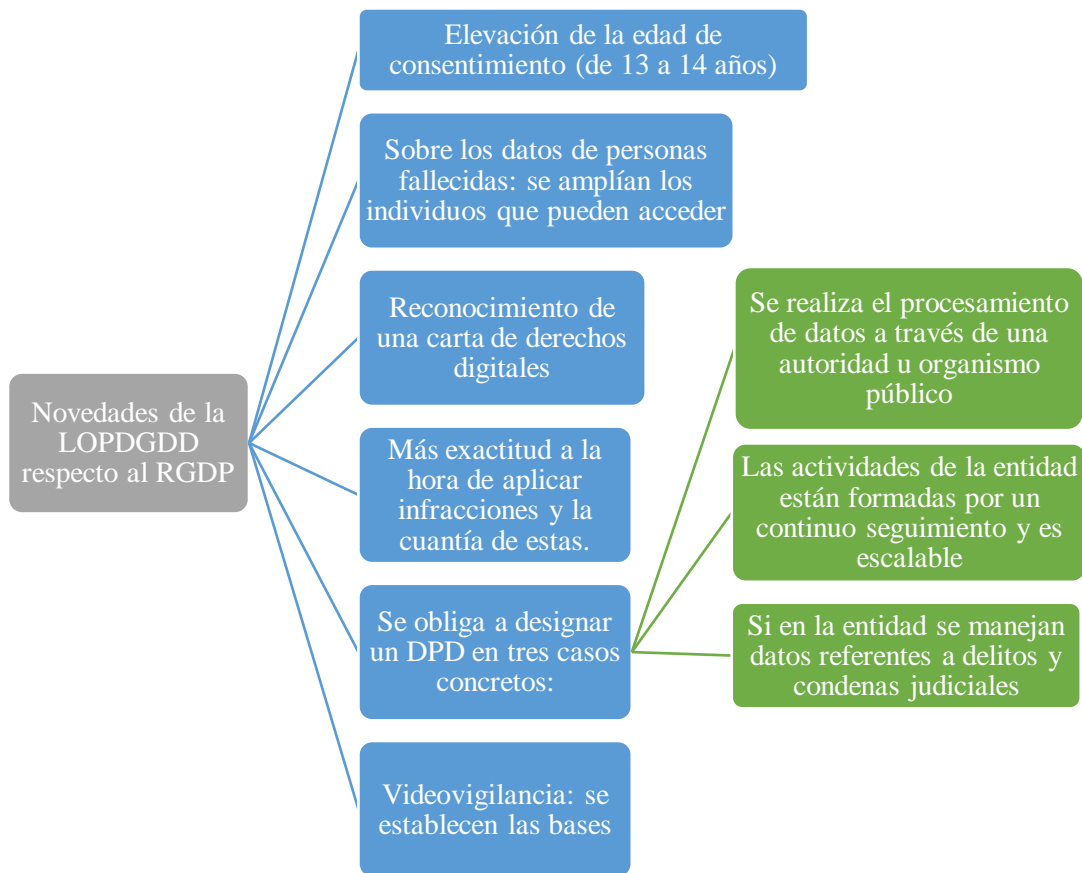 Novedades de la
LOPDGDD
respecto al RGDP
Elevación de la edad de
consentimiento (de 13 a 14 años)
Sobre los datos de personas
fallecidas: se amplían los
individuos que pueden acceder
Reconocimiento de
una carta de derechos
digitales
Más exactitud a la
hora de aplicar
infracciones y la
cuantía de estas.
Se obliga a designar
un DPD en tres casos
concretos:
Se realiza el procesamiento
de datos a través de una
autoridad u organismo
público
Las actividades de la entidad
están formadas por un
continuo seguimiento y es
escalable
Si en la entidad se manejan
datos referentes a delitos y
condenas judiciales
Videovigilancia: se
establecen las bases